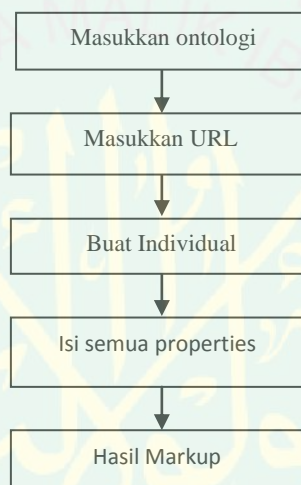 Masukkan ontologi
Masukkan URL
Buat Individual
Isi semua properties
Hasil Markup